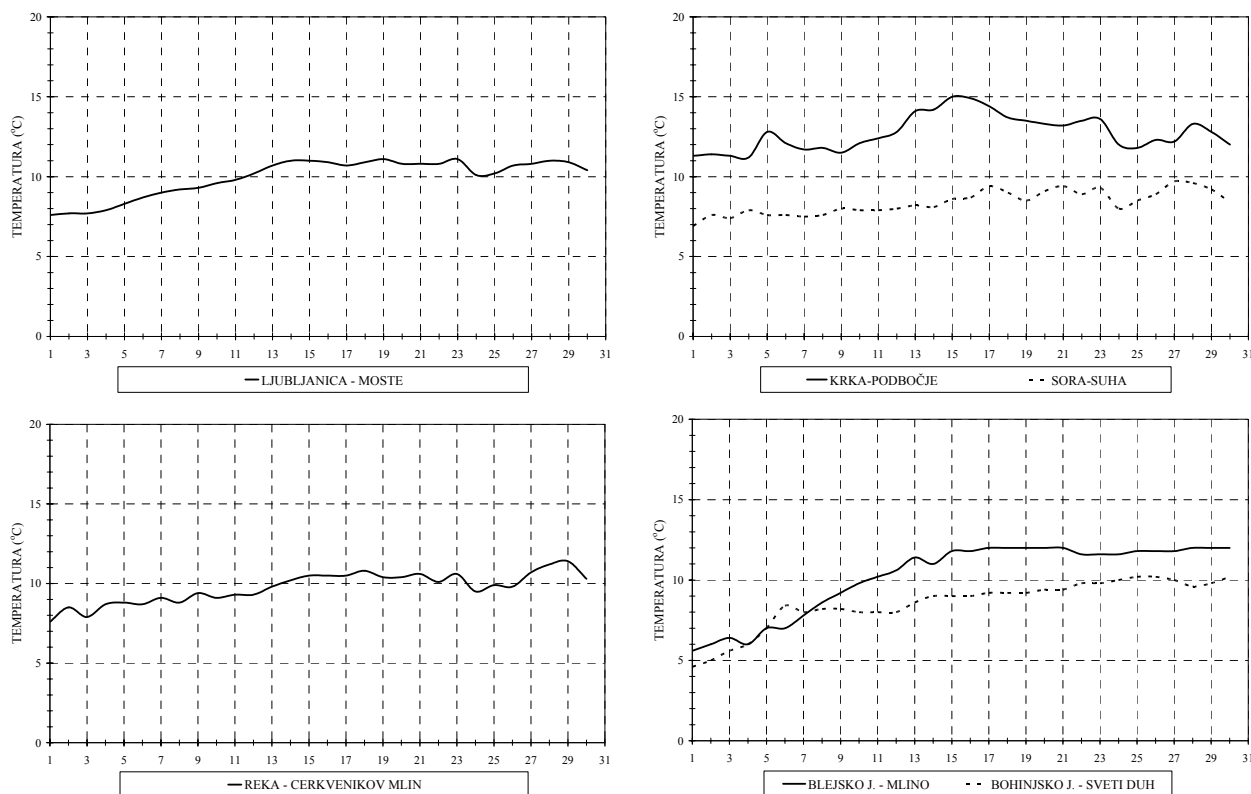 20
15
10
5
0
TEMPERATURA (°C)
1 3 5 7 9 11 13 15 17 19 21 23 25 27 29 31
LJUBLJANICA - MOSTE
20
15
10
5
0
TEMPERATURA (°C)
1 3 5 7 9 11 13 15 17 19 21 23 25 27 29 31
KRKA-PODBOČJE SORA-SUHA
20
15
10
5
0
TEMPERATURA (°C)
1 3 5 7 9 11 13 15 17 19 21 23 25 27 29 31
REKA - CERKVENIKOV MLIN
20
15
10
5
0
TEMPERATURA (°C)
1 3 5 7 9 11 13 15 17 19 21 23 25 27 29 31
BLEJSKO J. - MLINO BOHINJSKO J. - SVETI DUH